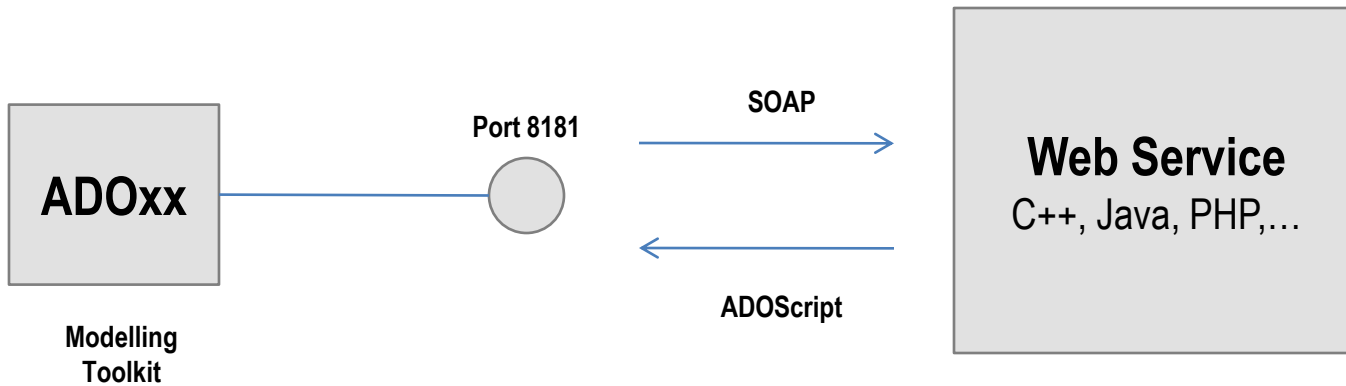 ADOxx
Modelling
Toolkit
Port 8181
SOAP
ADOScript
Web Service
C++, Java, PHP,…